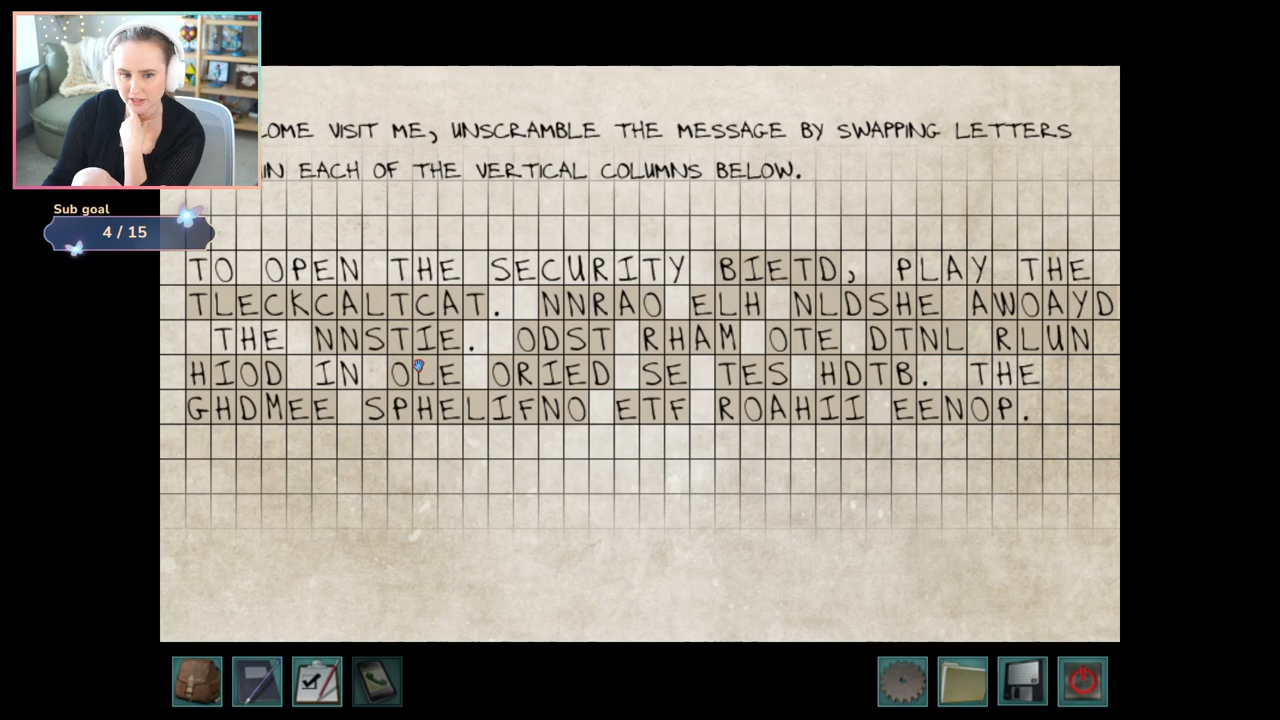 Sub goal
4 / 15
OME VISIT ME, UNSCRAMBLE THE MESSAGE BY SWAPPING LETTERS
IN EACH OF THE VERTICAL COLUMNS BELOW.
TO OPEN THE SECURITY BIETD, PLAY THE
TLECKCALTCAT. NNRAO ELH NLDSHE AWOAYD
THE NNSTIE. ODST RHAM OTE DTNL RLUN
HIOD IN OLE ORIED SE TES HDTB. THE
GHDMEE SPHELIFNO ETF ROAHII EENOP.